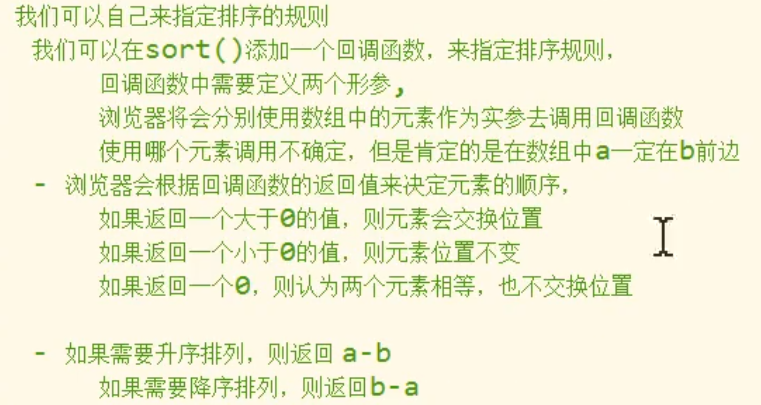 我们可以自己来指定排序的规则
我们可以在sort()添加一个回调函数，来指定排序规则，
回调函数中需要定义两个形参,
浏览器将会分别使用数组中的元素作为实参去调用回调函数
使用哪个元素调用不确定，但是肯定的是在数组中a一定在b前边
- 浏览器会根据回调函数的返回值来决定元素的顺序，
如果返回一个大于0的值，则元素会交换位置
如果返回一个小于0的值，则元素位置不变
如果返回一个0，则认为两个元素相等，也不交换位置
- 如果需要升序排列，则返回 a-b
如果需要降序排列，则返回b-a